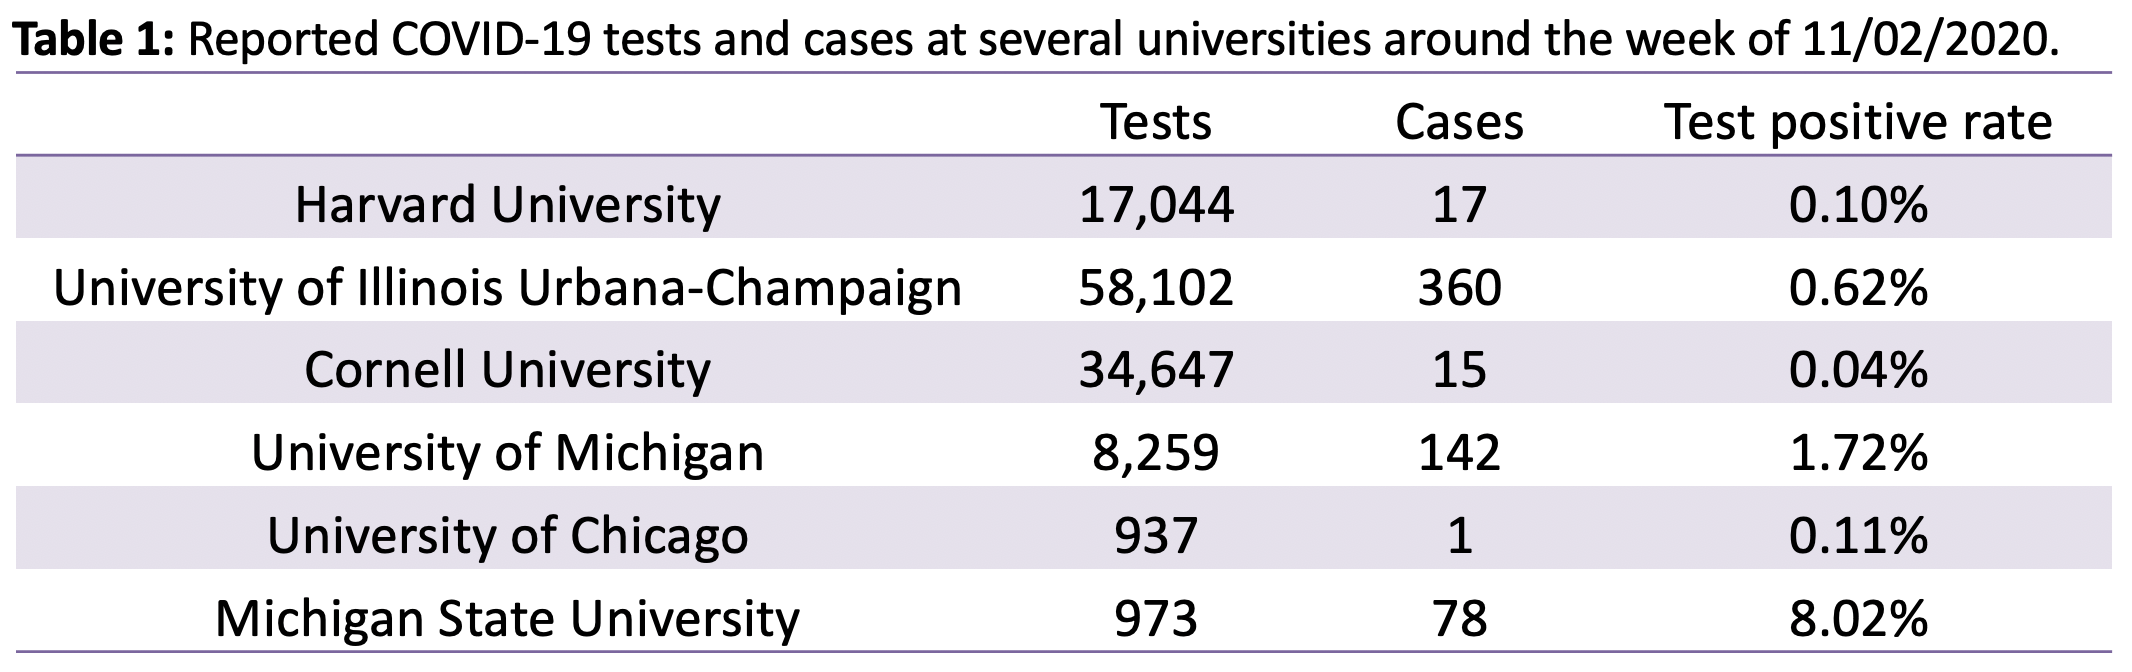 Table 1: Reported COVID-19 tests and cases at several universities around the week of 11/02/2020.
Tests Cases Test positive rate
Harvard University 17,044 17 0.10%
University of Illinois Urbana-Champaign 58,102 360 0.62%
Cornell University 34,647 15 0.04%
University of Michigan 8,259 142 1.72%
University of Chicago 937 1 0.11%
Michigan State University 973 78 8.02%